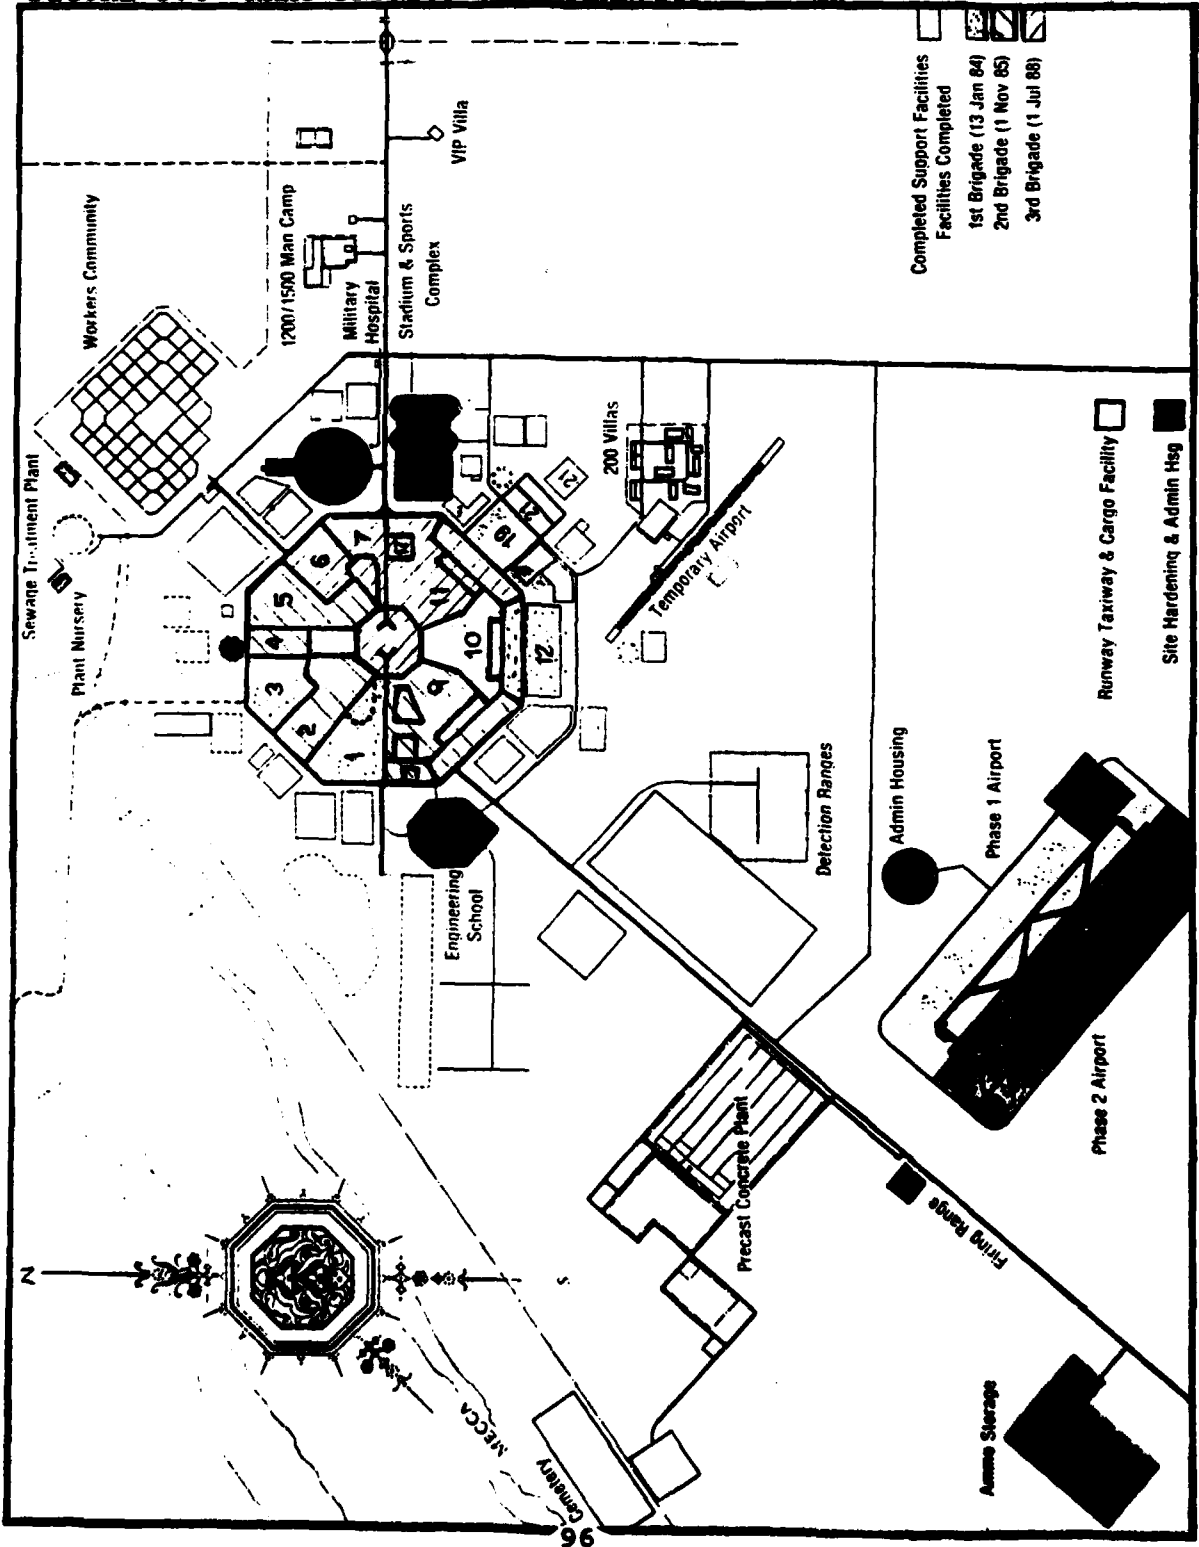 Sewage Treatment Plant
Plant Nursery
Workers Community
1200/1500 Man Camp
Military
Hospital
Stadium & Sports
Complex
VIP Villa
Completed Support Facilities
Facilities Completed
1st Brigade (13 Jan 84)
2nd Brigade (1 Nov 85)
3rd Brigade (1 Jul 88)
200 Villas
Temporary Airport
1
2
3
4
5
6
7
9
10
11
12
19
21
21
Engineering
School
Detection Ranges
Admin Housing
Phase 1 Airport
Phase 2 Airport
Runway Taxiway & Cargo Facility
Site Hardening & Admin Hsg
Precast Concrete Plant
Firing Range
Ammo Storage
Cemetery
MECCA
N
S
96